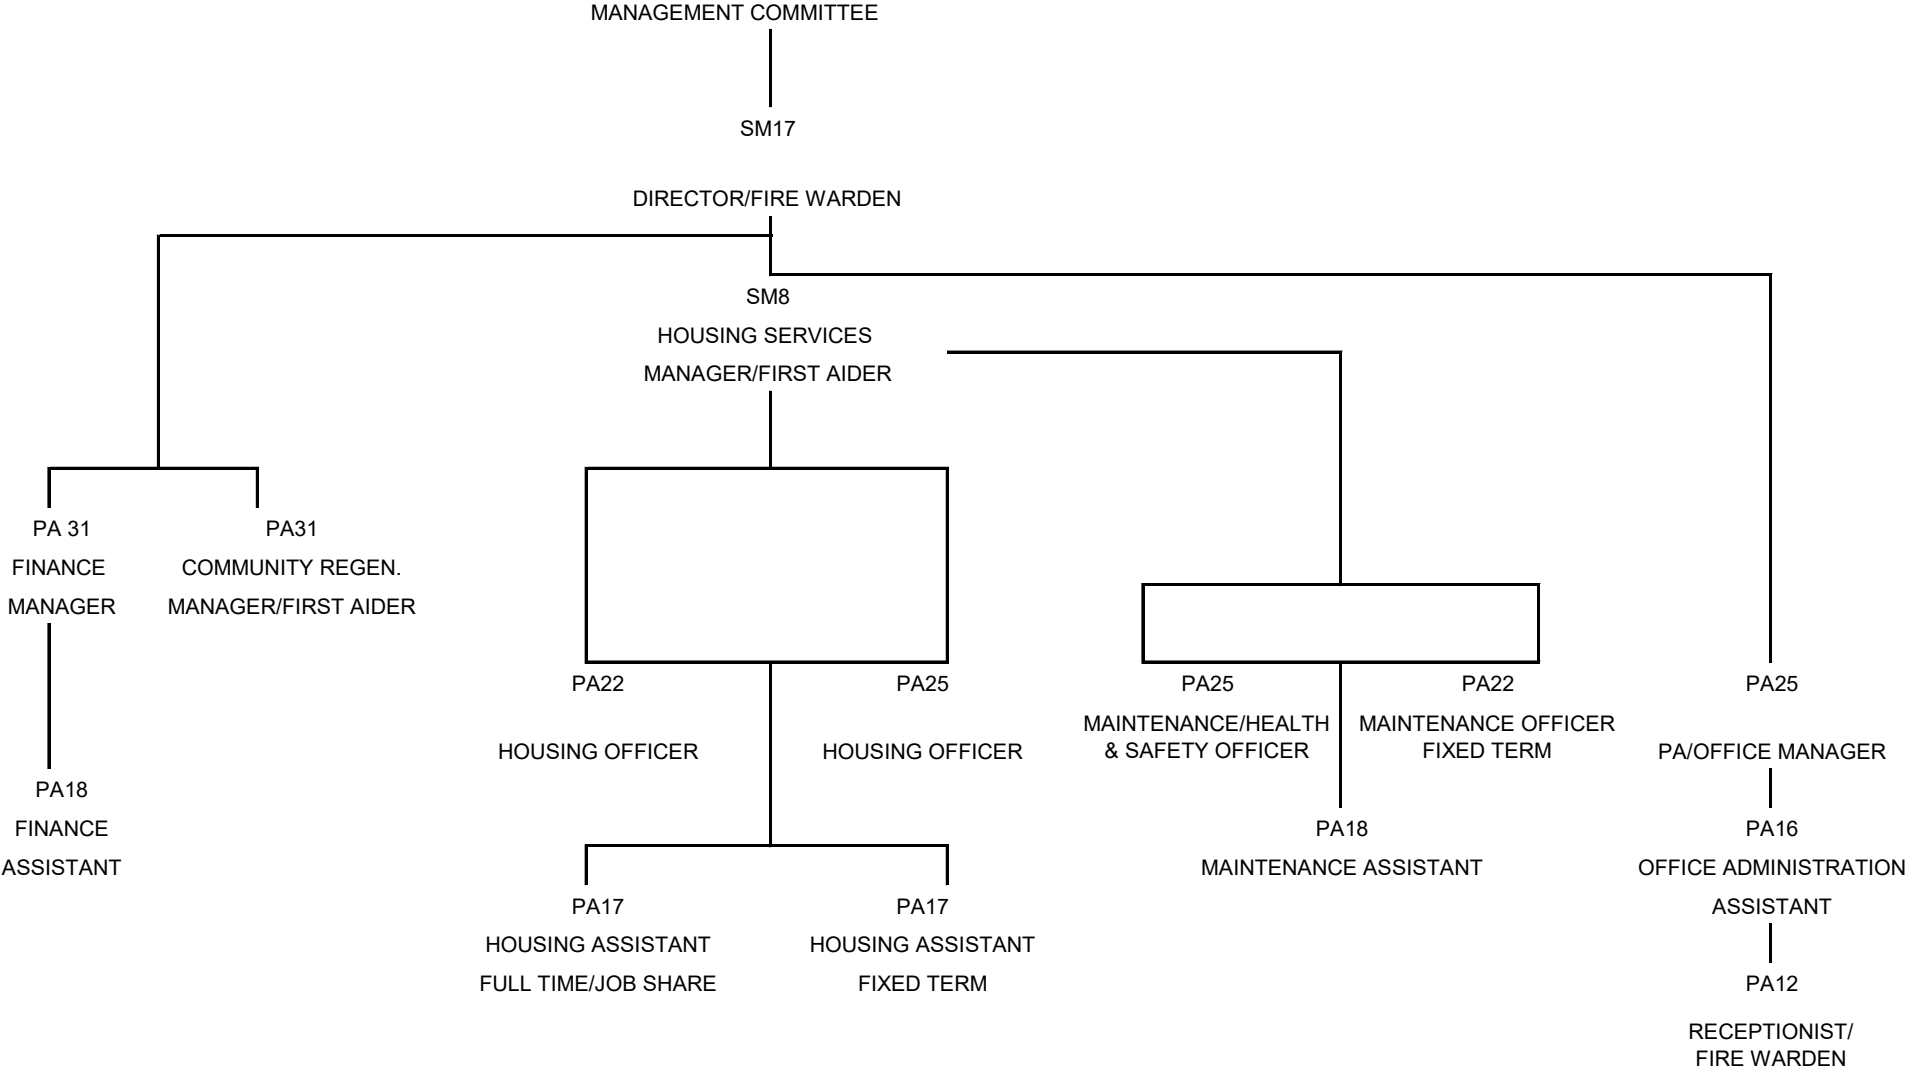 MANAGEMENT COMMITTEE
SM17
DIRECTOR/FIRE WARDEN
SM8
HOUSING SERVICES
MANAGER/FIRST AIDER
PA 31
FINANCE
MANAGER
PA31
COMMUNITY REGEN.
MANAGER/FIRST AIDER
PA18
FINANCE
ASSISTANT
PA22
HOUSING OFFICER
PA25
HOUSING OFFICER
PA17
HOUSING ASSISTANT
FULL TIME/JOB SHARE
PA17
HOUSING ASSISTANT
FIXED TERM
PA25
MAINTENANCE/HEALTH
& SAFETY OFFICER
PA22
MAINTENANCE OFFICER
FIXED TERM
PA18
MAINTENANCE ASSISTANT
PA25
PA/OFFICE MANAGER
PA16
OFFICE ADMINISTRATION
ASSISTANT
PA12
RECEPTIONIST/
FIRE WARDEN